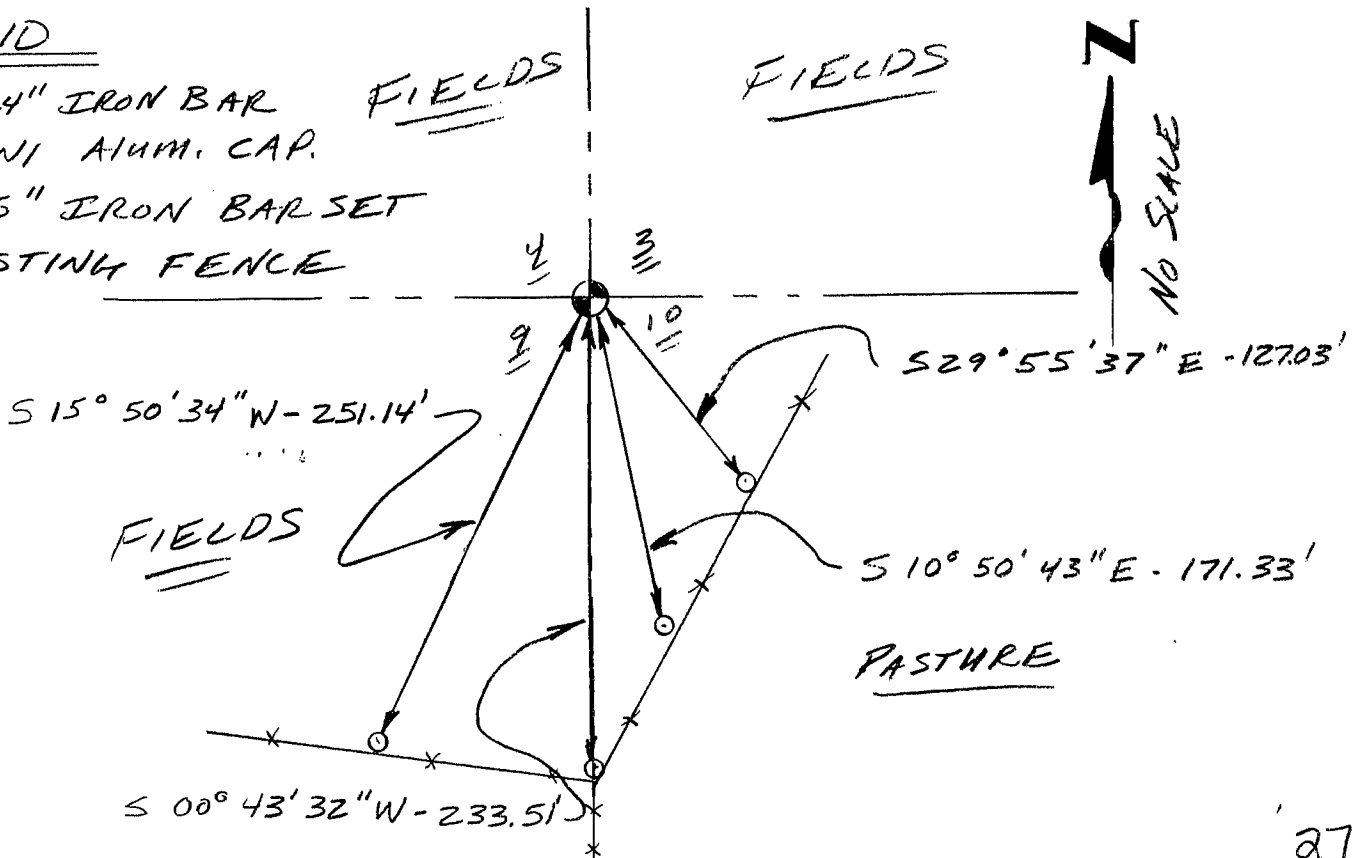 FIELDS
FIELDS
N
4" IRON BAR
W/ Alum. CAP.
5" IRON BAR SET
STING FENCE
NO SCALE
4
3
9
10
S 29° 55' 37" E - 127.03'
S 15° 50' 34" W - 251.14'
FIELDS
S 10° 50' 43" E - 171.33'
PASTURE
S 00° 43' 32" W - 233.51'
27